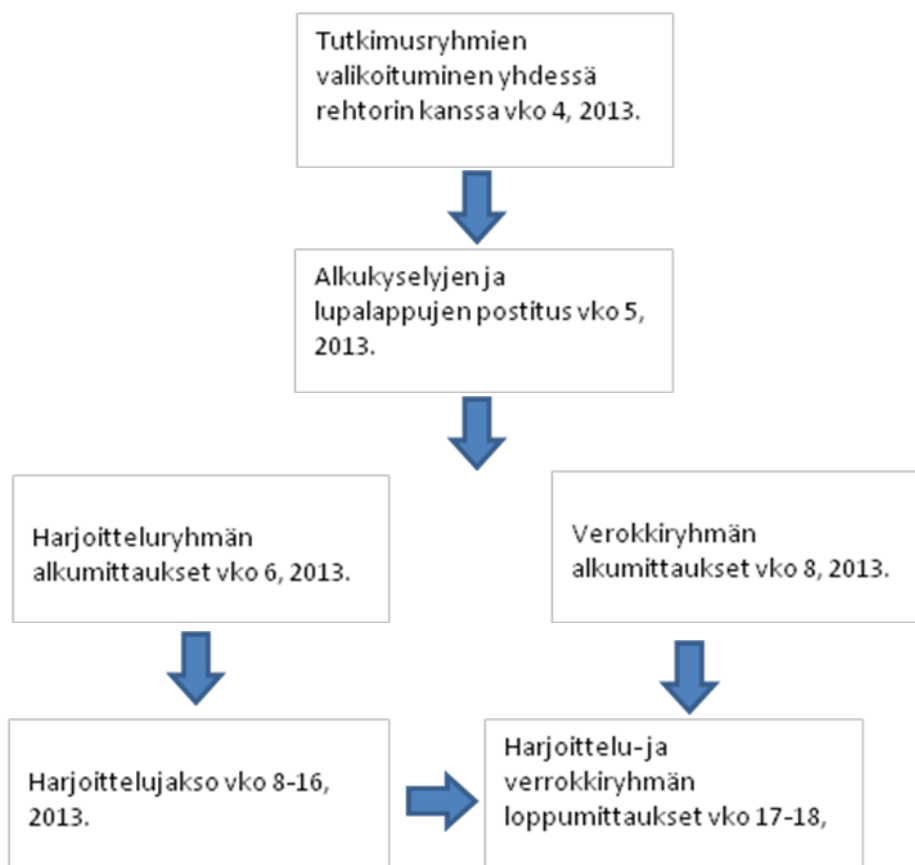 Tutkimusryhmien
valikoituminen yhdessä
rehtorin kanssa vko 4, 2013.
Alkukyselyjen ja
lupalappujen postitus vko 5,
2013.
Harjoitteluryhmän
alkumittaukset vko 6, 2013.
Verokkiryhmän
alkumittaukset vko 8, 2013.
Harjoittelujakso vko 8-16,
2013.
Harjoittelu-ja
verrokkiryhmän
loppumittaukset vko 17-18,